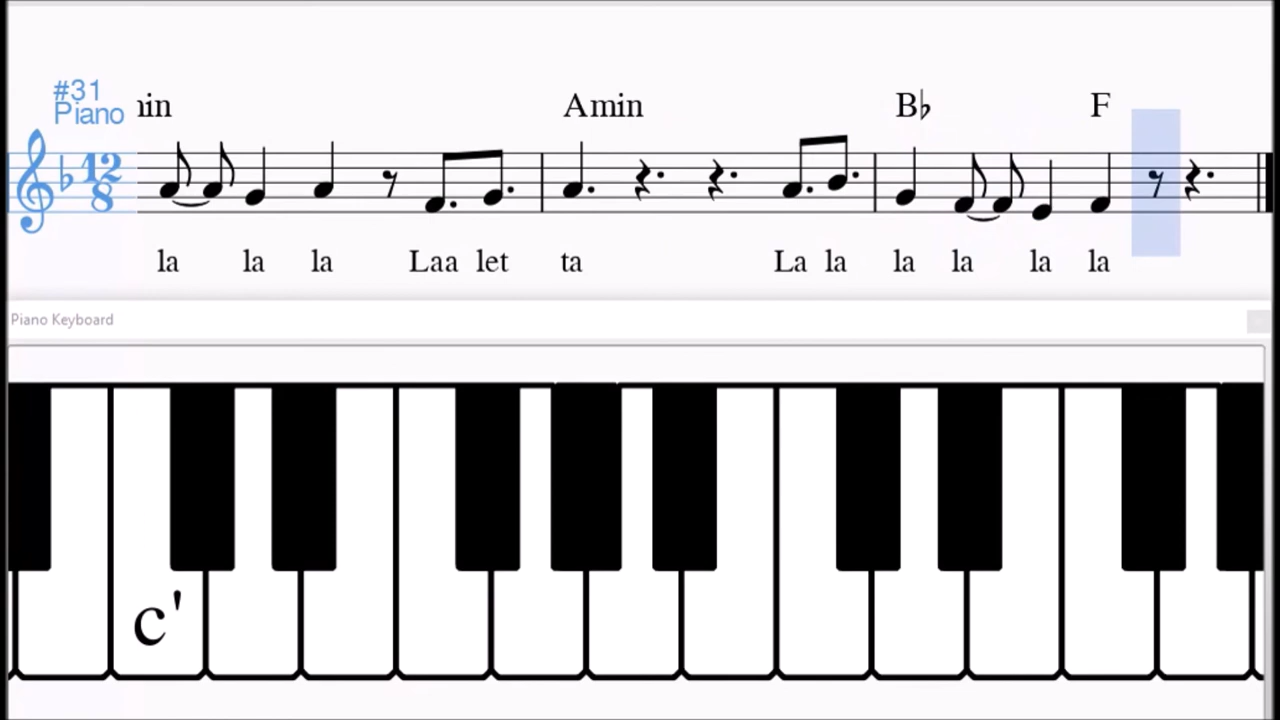 #31
Piano
in Amin B♭ F
12
8
la la la Laa let ta La la la la la la
Piano Keyboard
c'